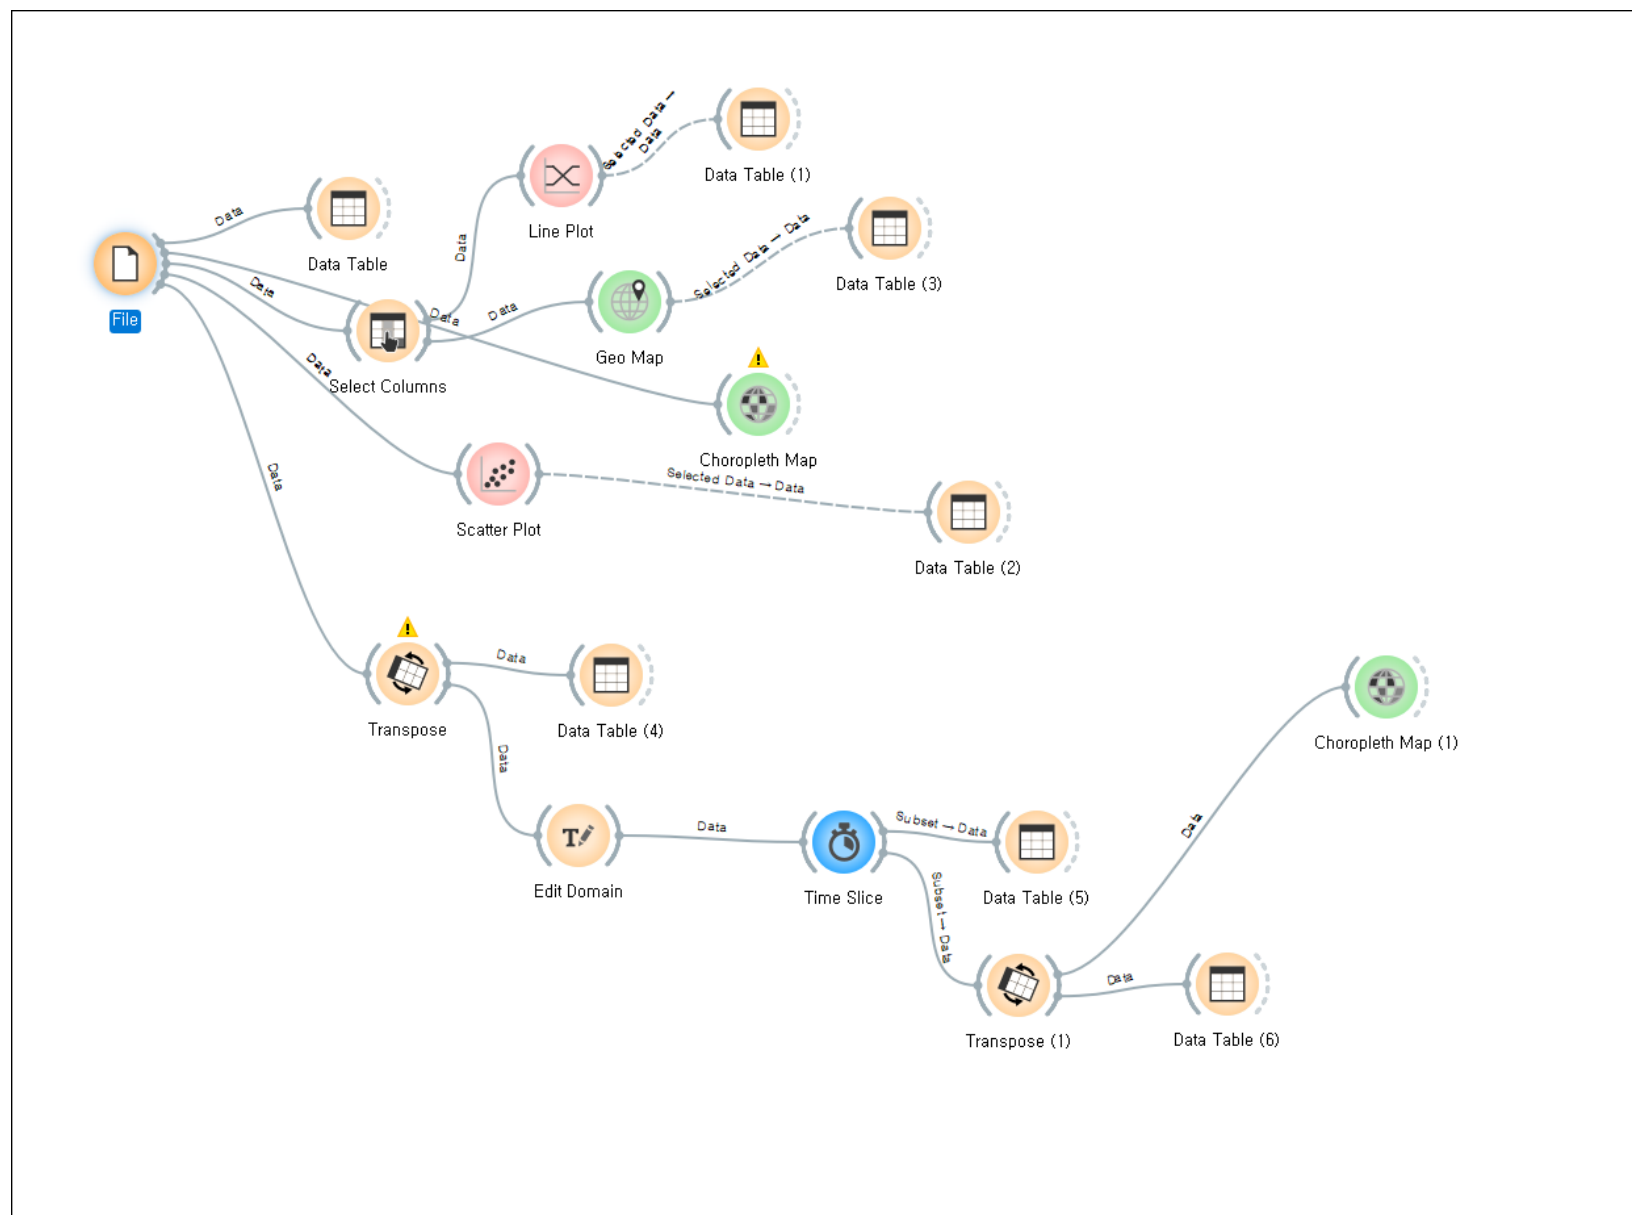 Selected Data →
Data
Data Table (1)
Data
Data Table
Data
Line Plot
Selected Data → Data
Data Table (3)
File
Data
Data
Data
Select Columns
Data
Geo Map
Data
Choropleth Map
Scatter Plot
Selected Data → Data
Data Table (2)
Data
Transpose
Data
Data Table (4)
Choropleth Map (1)
Data
Edit Domain
Data
Time Slice
Subset → Data
Data Table (5)
Data
Subset → Data
Transpose (1)
Data
Data Table (6)